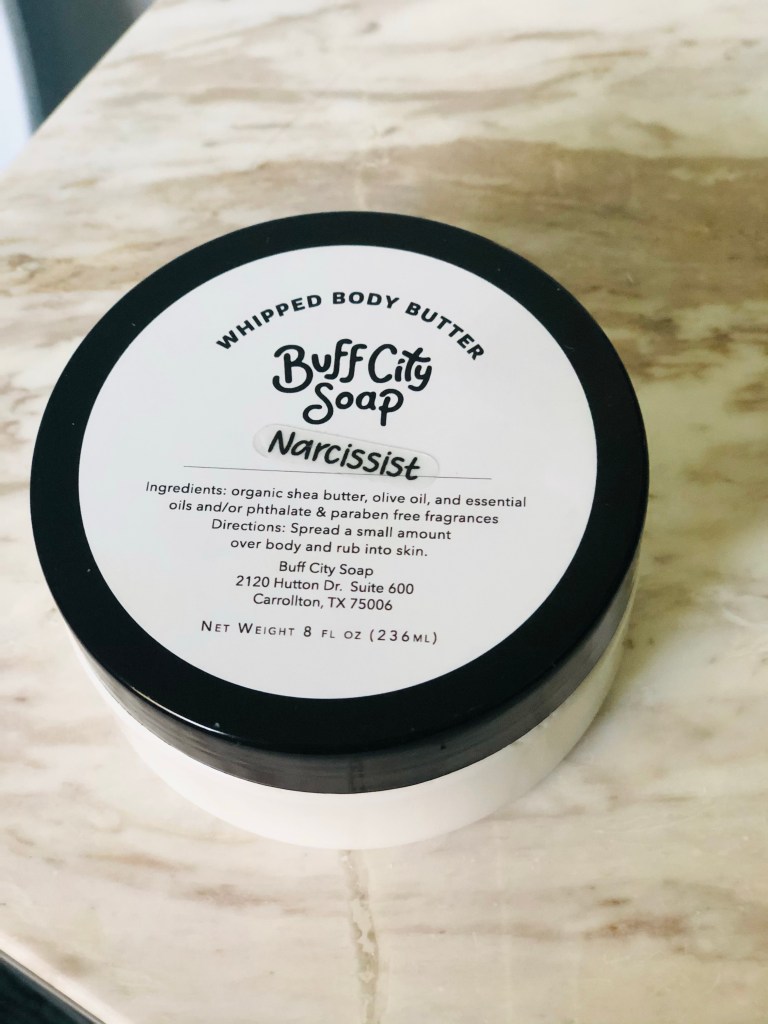 WHIPPED BODY BUTTER
Buff City
Soap
Narcissist
Ingredients: organic shea butter, olive oil, and essential
oils and/or phthalate & paraben free fragrances
Directions: Spread a small amount
over body and rub into skin.
Buff City Soap
2120 Hutton Dr. Suite 600
Carrollton, TX 75006
NET WEIGHT 8 FL OZ (236ML)